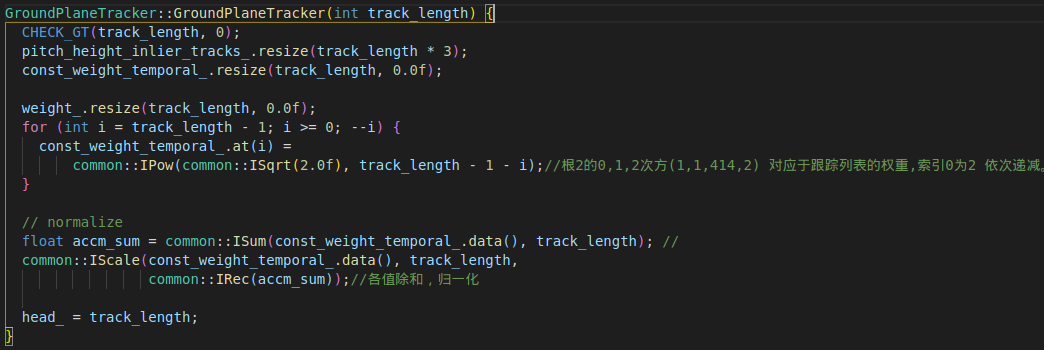 GroundPlaneTracker::GroundPlaneTracker(int track_length) {
CHECK_GT(track_length, 0);
pitch_height_inlier_tracks_.resize(track_length * 3);
const_weight_temporal_.resize(track_length, 0.0f);
weight_.resize(track_length, 0.0f);
for (int i = track_length - 1; i >= 0; --i) {
const_weight_temporal_.at(i) =
common::IPow(common::ISqrt(2.0f), track_length - 1 - i);//根2的0,1,2次方(1,1,414,2) 对应于跟踪列表的权重,索引0为2 依次递减。
}
// normalize
float accm_sum = common::ISum(const_weight_temporal_.data(), track_length); //
common::IScale(const_weight_temporal_.data(), track_length,
common::IRec(accm_sum));//各值除和，归一化
head_ = track_length;
}